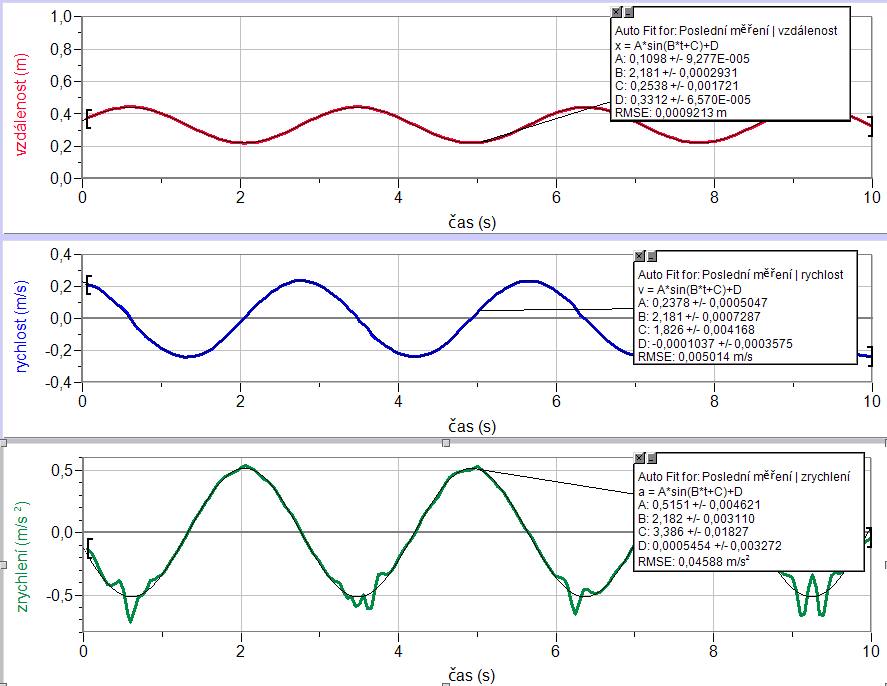 1,0
0,8
0,6
0,4
0,2
0,0
vzdálenost (m)
0 2 4 6 8 10
čas (s)
Auto Fit for: Poslední měření | vzdálenost
x = A*sin(B*t+C)+D
A: 0,1098 +/- 9,277E-005
B: 2,181 +/- 0,0002931
C: 0,2538 +/- 0,001721
D: 0,3312 +/- 6,570E-005
RMSE: 0,0009213 m
0,4
0,2
0,0
-0,2
-0,4
rychlost (m/s)
0 2 4 6 8 10
čas (s)
Auto Fit for: Poslední měření | rychlost
v = A*sin(B*t+C)+D
A: 0,2378 +/- 0,0005047
B: 2,181 +/- 0,0007287
C: 1,826 +/- 0,004168
D: -0,0001037 +/- 0,0003575
RMSE: 0,005014 m/s
0,5
0,0
-0,5
zrychlení (m/s ²)
0 2 4 6 8 10
čas (s)
Auto Fit for: Poslední měření | zrychlení
a = A*sin(B*t+C)+D
A: 0,5151 +/- 0,004621
B: 2,182 +/- 0,003110
C: 3,386 +/- 0,01827
D: 0,0005454 +/- 0,003272
RMSE: 0,04588 m/s²